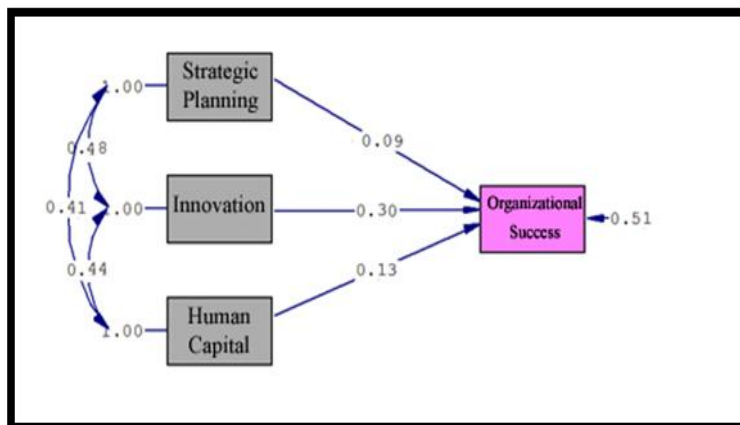 Strategic
Planning
1.00
0.09
0.48
Innovation
1.00
0.41
0.30
Organizational
Success
0.51
0.44
0.13
Human
Capital
1.00